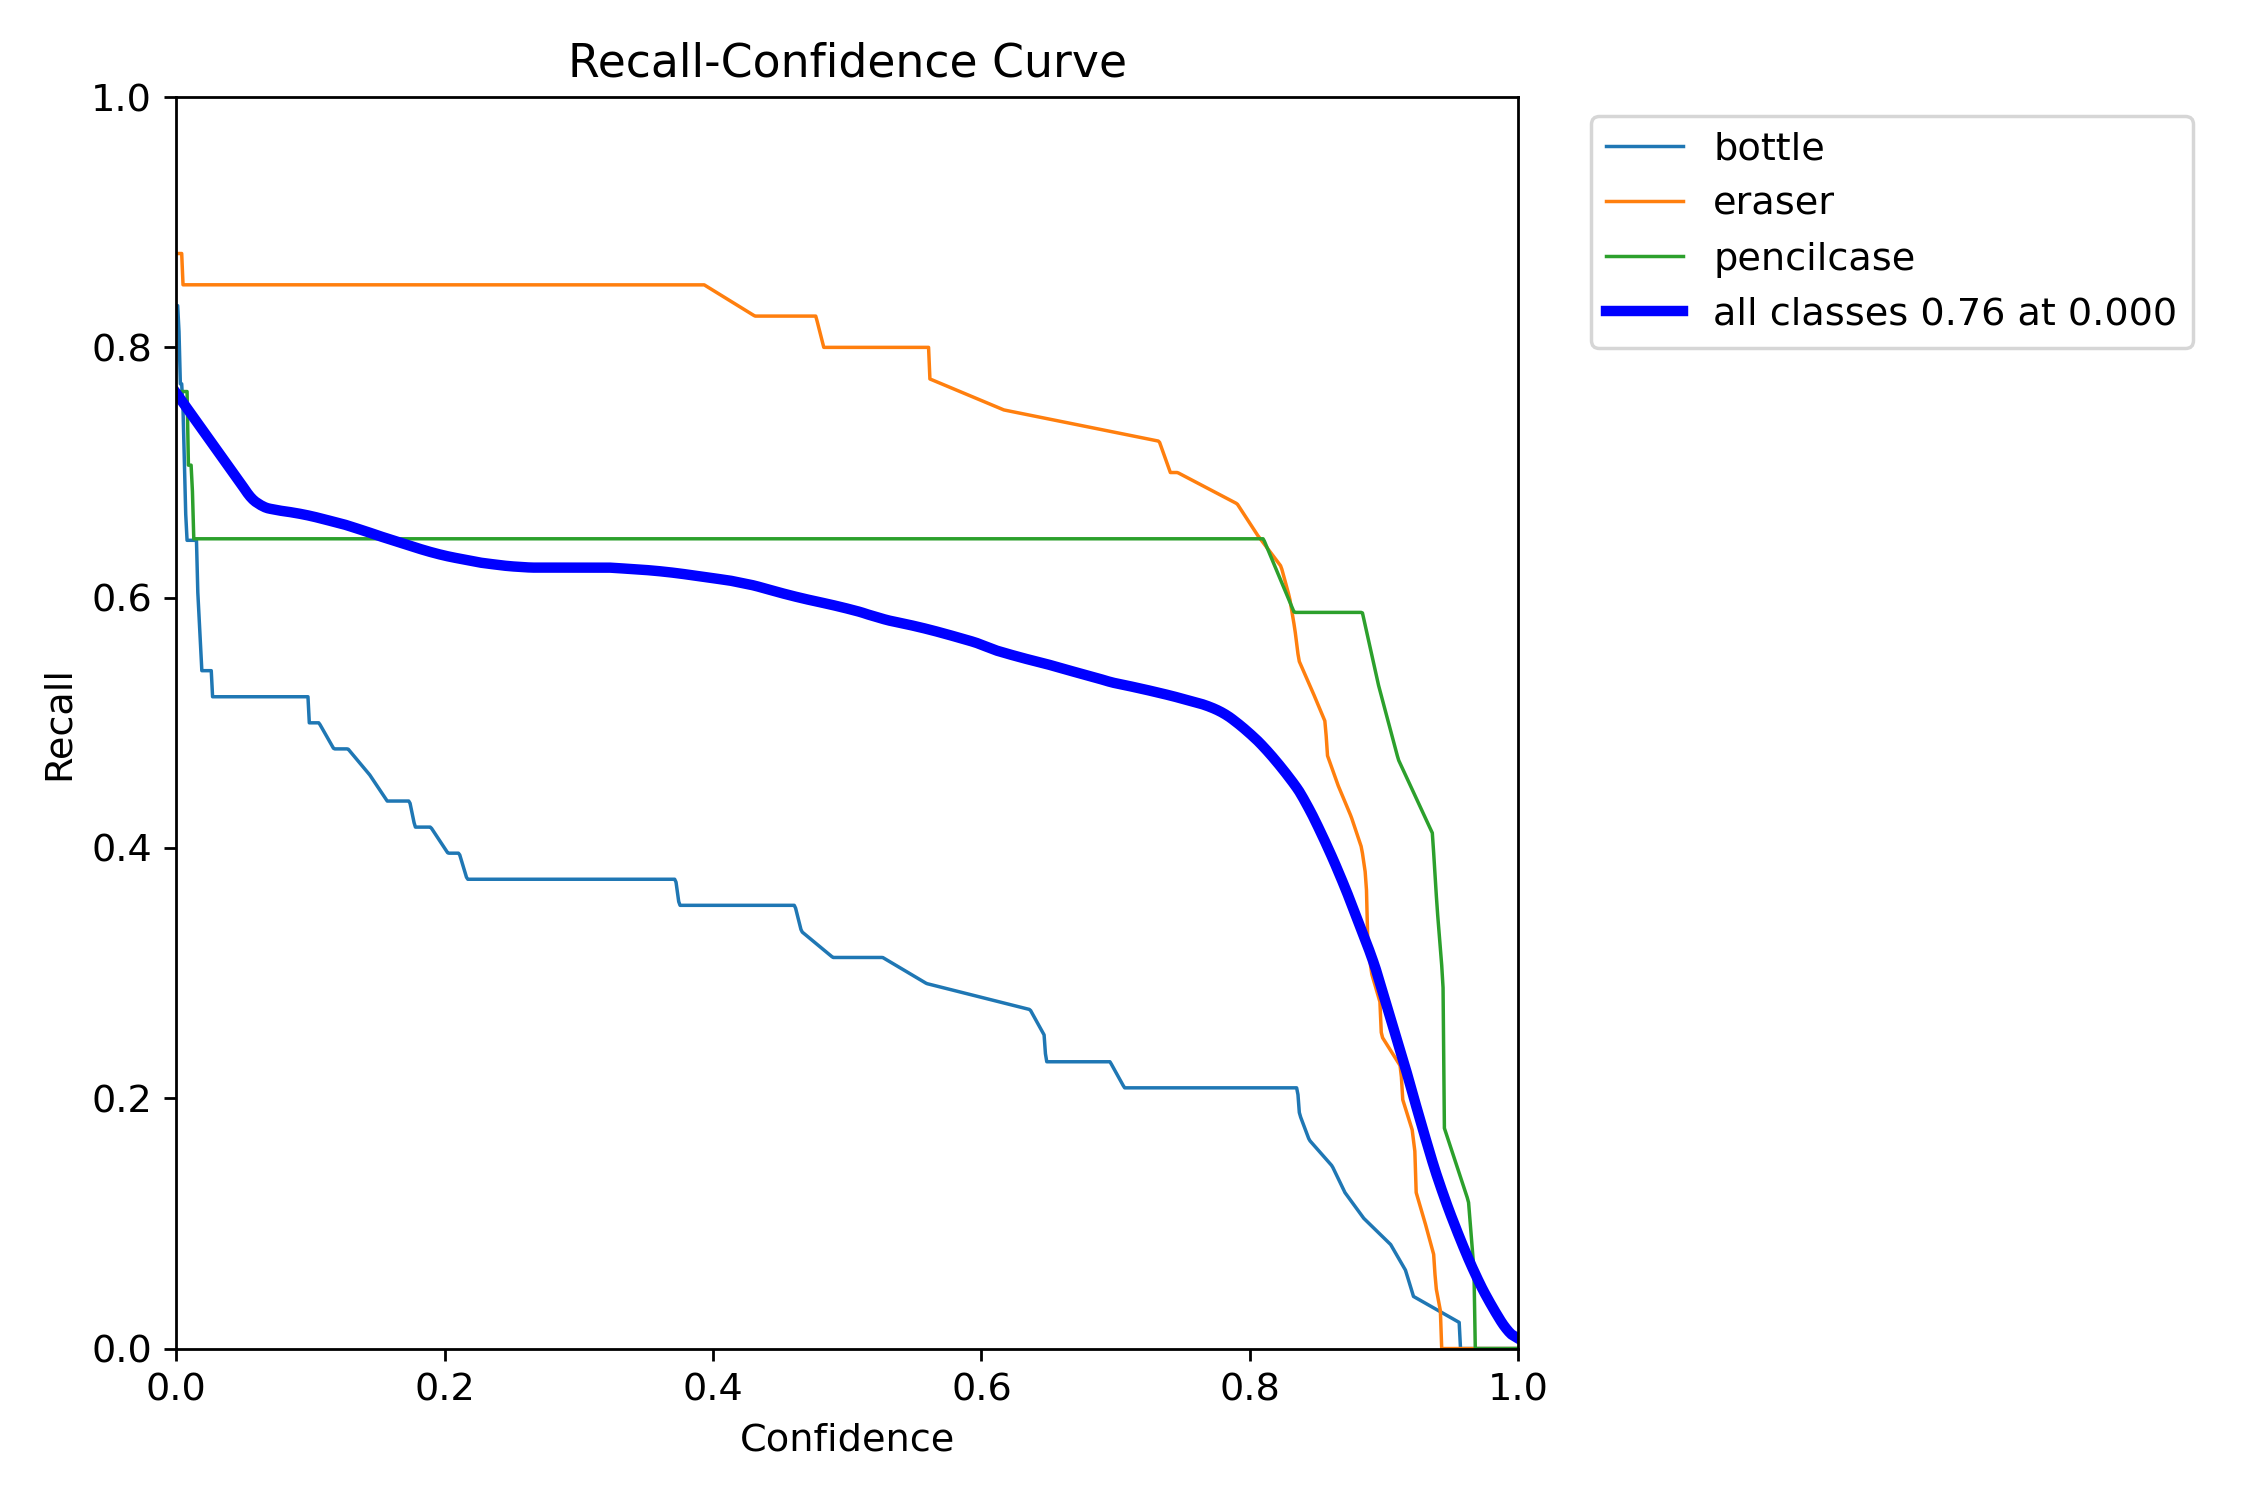 Recall-Confidence Curve
1.0
0.8
0.6
0.4
0.2
0.0
Recall
0.0 0.2 0.4 0.6 0.8 1.0
Confidence
bottle
eraser
pencilcase
all classes 0.76 at 0.000